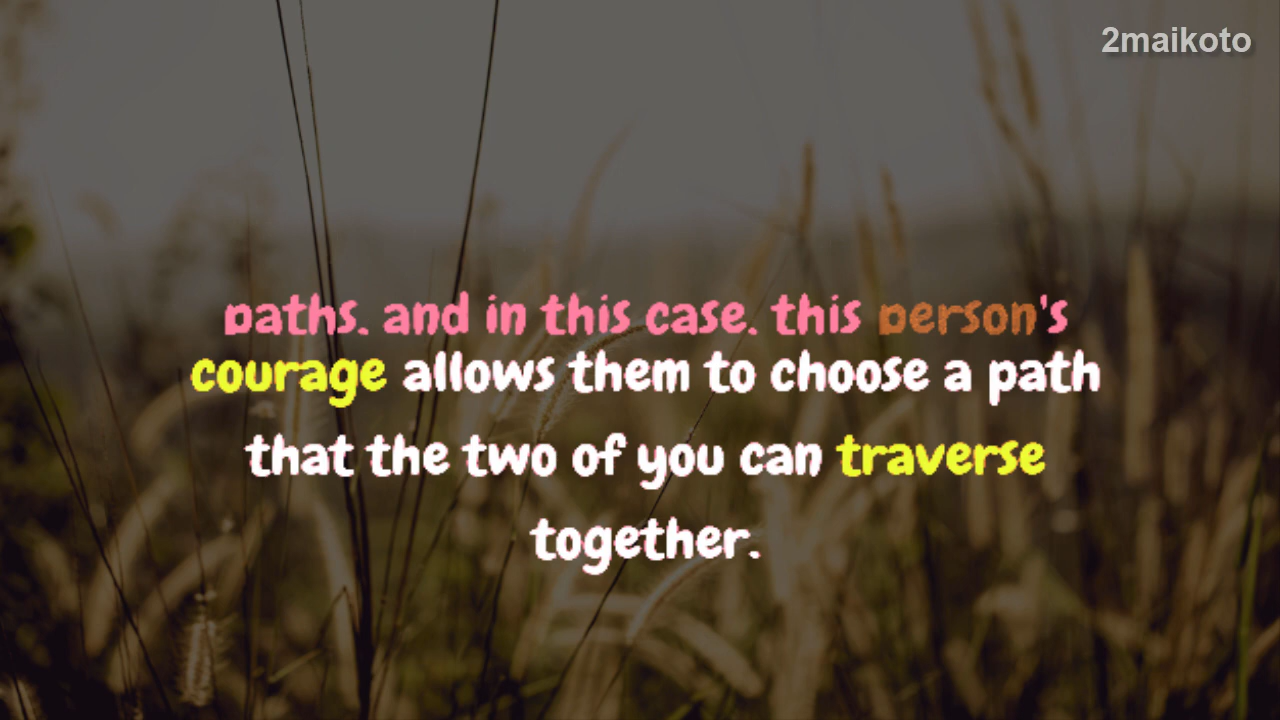 2maikoto
paths. and in this case. this person's
courage allows them to choose a path
that the two of you can traverse
together.